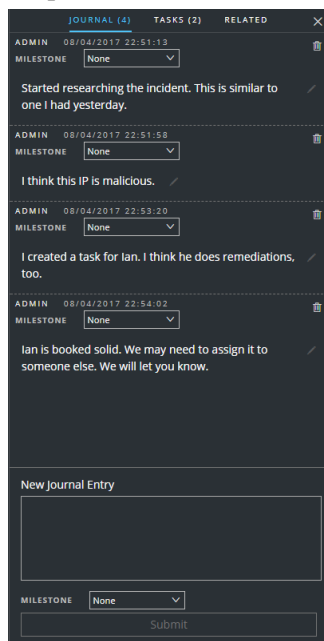 JOURNAL (4) TASKS (2) RELATED
ADMIN 08/04/2017 22:51:13
MILESTONE None
Started researching the incident. This is similar to
one I had yesterday.
ADMIN 08/04/2017 22:51:58
MILESTONE None
I think this IP is malicious.
ADMIN 08/04/2017 22:53:20
MILESTONE None
I created a task for Ian. I think he does remediations,
too.
ADMIN 08/04/2017 22:54:02
MILESTONE None
Ian is booked solid. We may need to assign it to
someone else. We will let you know.
New Journal Entry
MILESTONE None
Submit